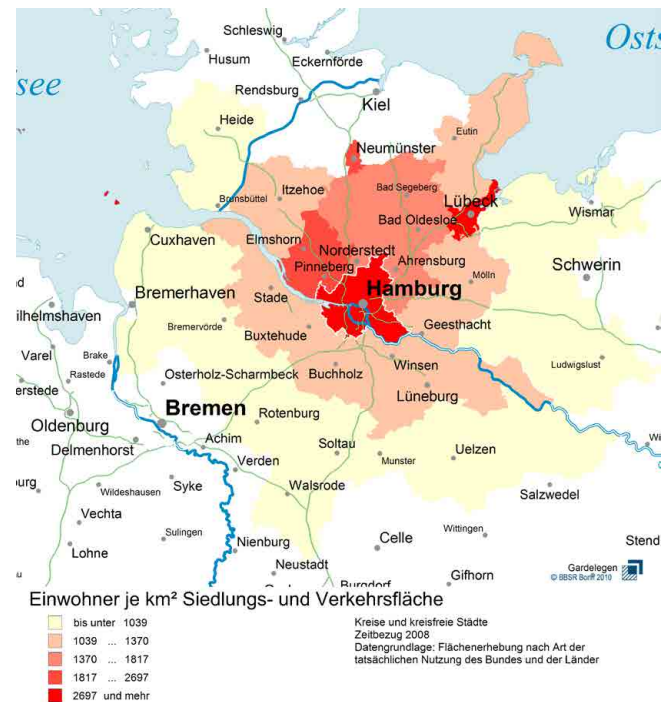 Schleswig
Osts
Husum
Eckernförde
see
Rendsburg
Kiel
Heide
Eutin
Neumünster
Brunsbüttel
Itzehoe
Bad Segeberg
Lübeck
Wismar
Cuxhaven
Elmshorn
Bad Oldesloe
Norderstedt
Pinneberg
Ahrensburg
Schwerin
Mölln
Bremerhaven
Stade
Hamburg
ilhelmshaven
Bremervörde
Buxtehude
Geesthacht
Varel
Brake
Rastede
Osterholz-Scharmbeck
Buchholz
Winsen
Ludwigslust
erstede
Lüneburg
Bremen
Oldenburg
Rotenburg
the
Delmenhorst
Achim
Soltau
Uelzen
Wi
Verden
Munster
urg
Wildeshausen
Syke
Walsrode
Salzwedel
Vechta
Sulingen
Celle
Wittingen
Stend
Lohne
Nienburg
Neustadt
Gardelegen
Gifhorn
© BBSR Bonn 2010
Burgdorf
Einwohner je km² Siedlungs- und Verkehrsfläche
bis unter 1039
1039 ... 1370
1370 ... 1817
1817 ... 2697
2697 und mehr
Kreise und kreisfreie Städte
Zeitbezug 2008
Datengrundlage: Flächenerhebung nach Art der
tatsächlichen Nutzung des Bundes und der Länder